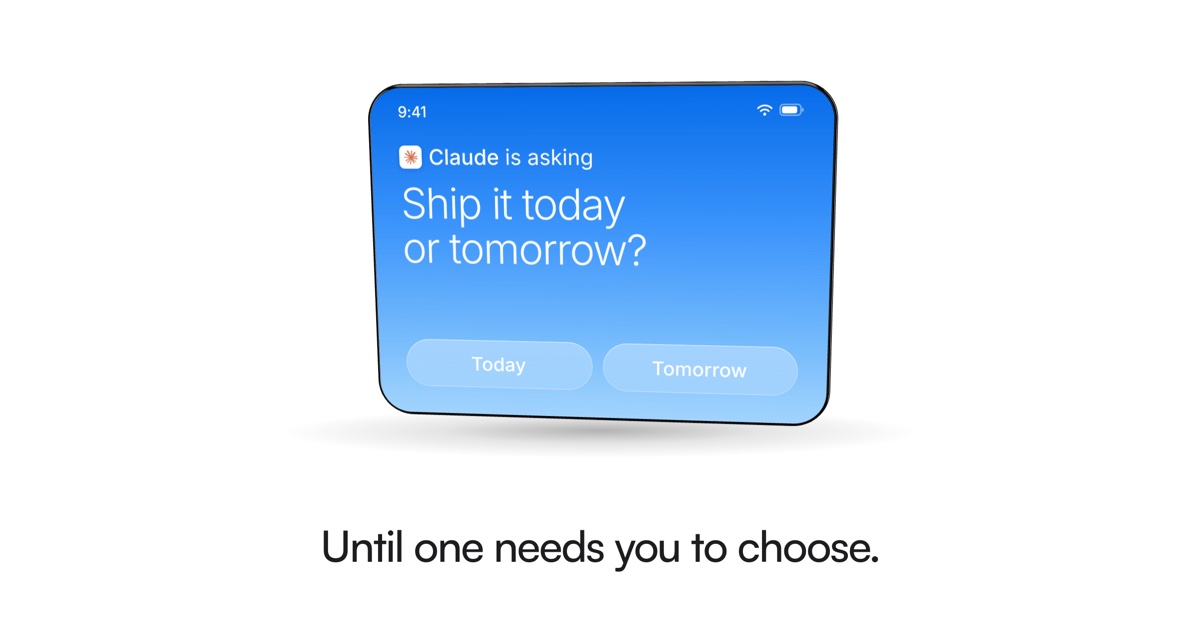 9:41
Claude is asking
Ship it today
or tomorrow?
Today
Tomorrow
Until one needs you to choose.